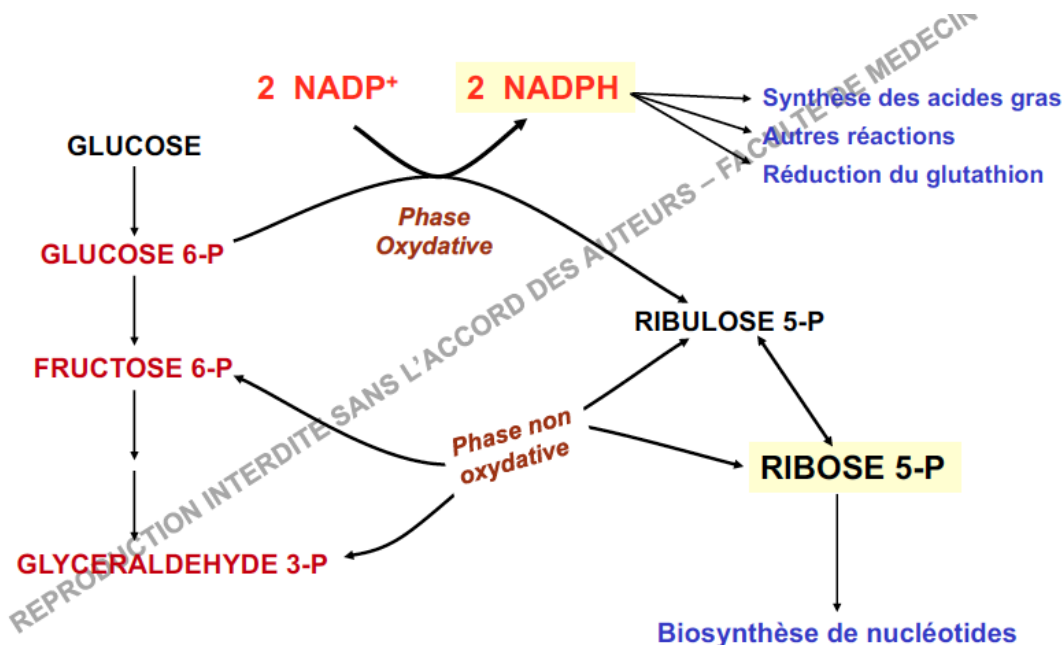 2 NADP+
2 NADPH
Synthèse des acides gras
Autres réactions
Réduction du glutathion
GLUCOSE
Phase
Oxydative
GLUCOSE 6-P
RIBULOSE 5-P
FRUCTOSE 6-P
Phase non
oxydative
RIBOSE 5-P
GLYCERALDEHYDE 3-P
Biosynthèse de nucléotides
REPRODUCTION INTERDITE SANS L'ACCORD DES AUTEURS – FACULTE DE MEDECIN